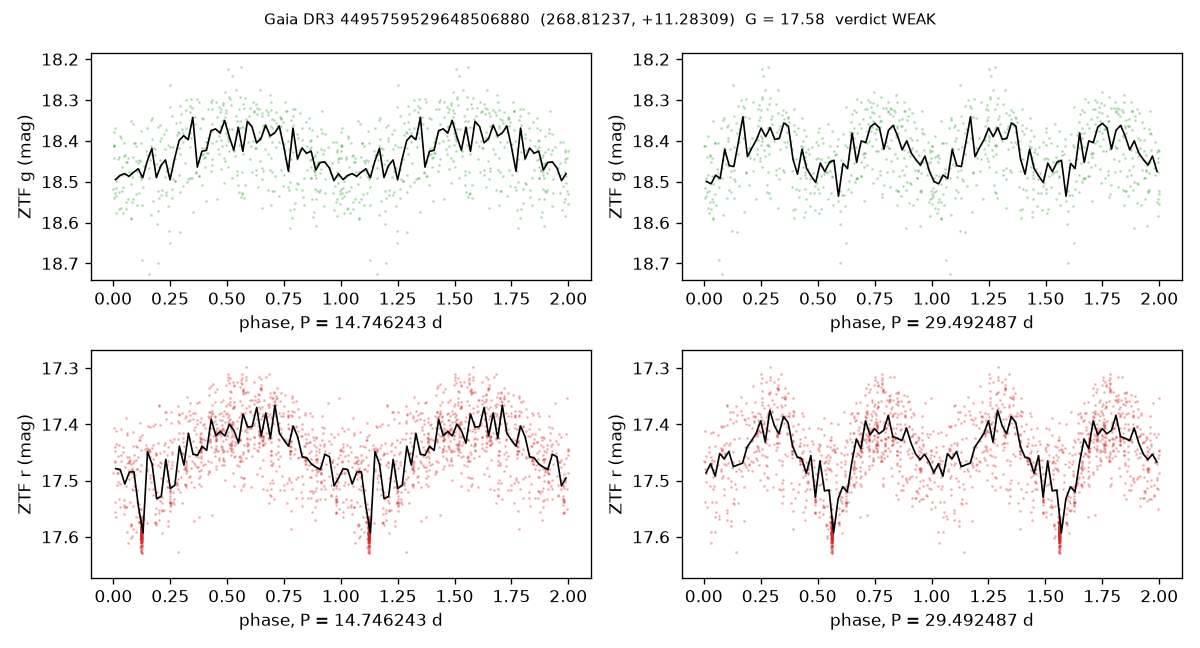 Gaia DR3 4495759529648506880 (268.81237, +11.28309) G = 17.58 verdict WEAK
ZTF g (mag)
18.2
18.3
18.4
18.5
18.6
18.7
0.00 0.25 0.50 0.75 1.00 1.25 1.50 1.75 2.00
phase, P = 14.746243 d
ZTF g (mag)
18.2
18.3
18.4
18.5
18.6
18.7
0.00 0.25 0.50 0.75 1.00 1.25 1.50 1.75 2.00
phase, P = 29.492487 d
ZTF r (mag)
17.3
17.4
17.5
17.6
0.00 0.25 0.50 0.75 1.00 1.25 1.50 1.75 2.00
phase, P = 14.746243 d
ZTF r (mag)
17.3
17.4
17.5
17.6
0.00 0.25 0.50 0.75 1.00 1.25 1.50 1.75 2.00
phase, P = 29.492487 d